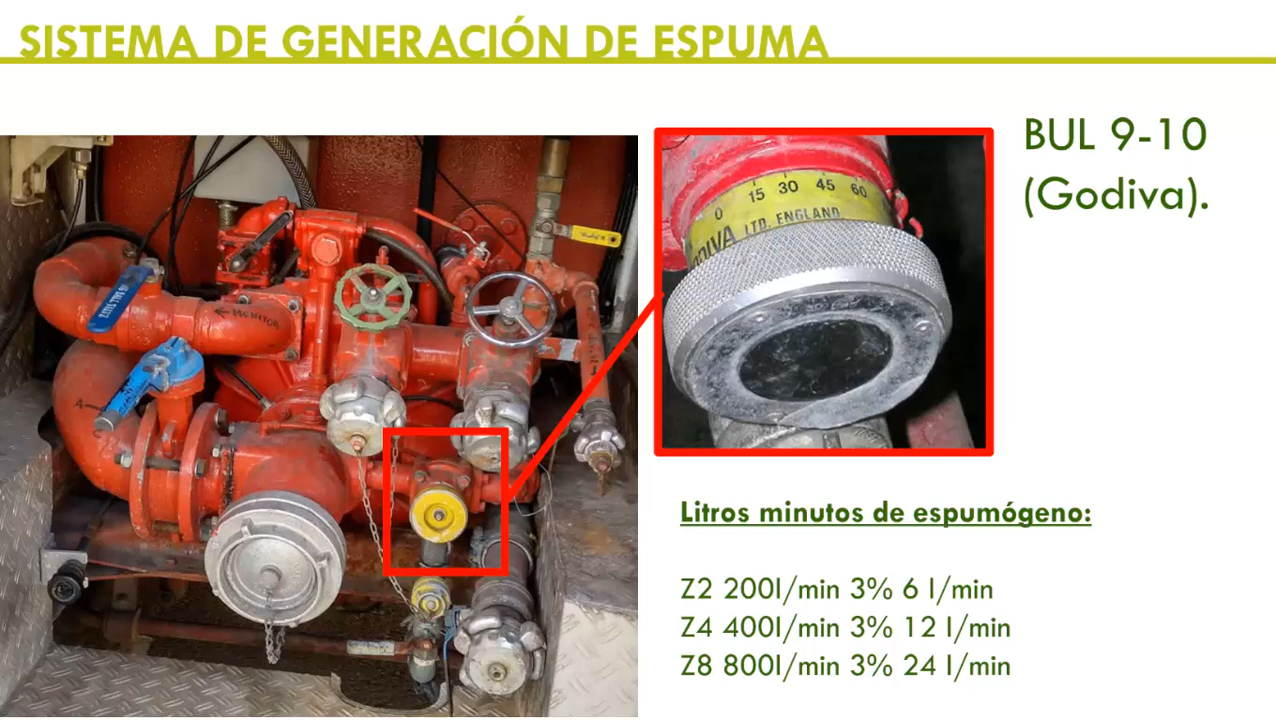 SISTEMA DE GENERACIÓN DE ESPUMA
BUL 9-10
(Godiva).
MONITOR
0 15 30 45 60
LTD. ENGLAND.
Litros minutos de espumógeno:
Z2 200l/min 3% 6 l/min
Z4 400l/min 3% 12 l/min
Z8 800l/min 3% 24 l/min